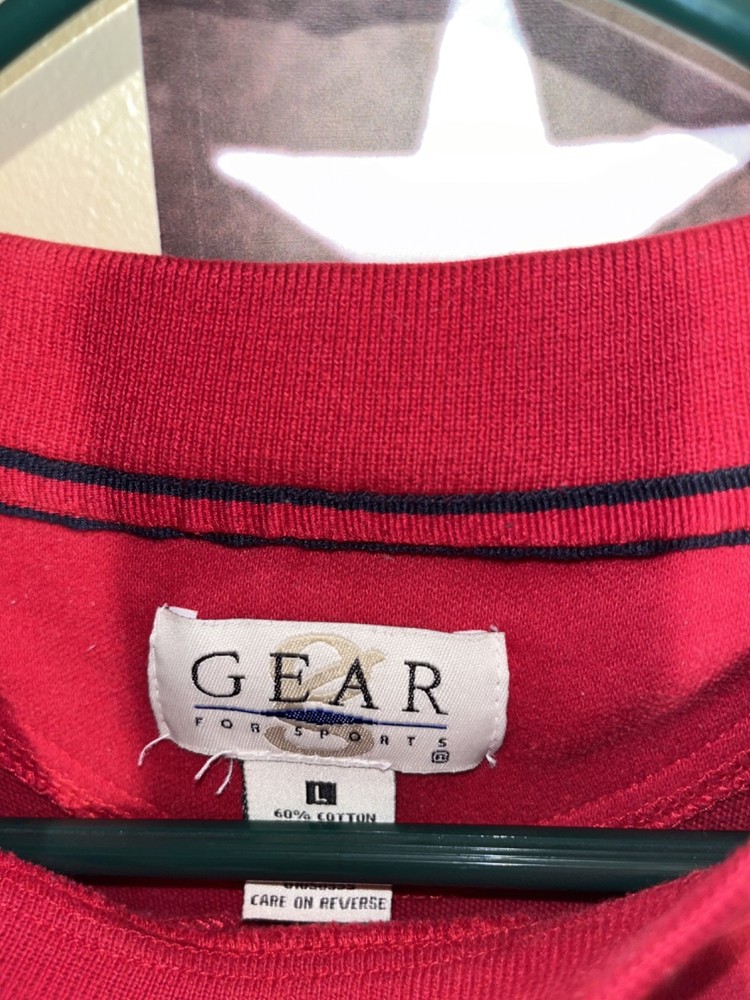 GEAR
FOR SPORTS
®
L
60% COTTON
CARE ON REVERSE